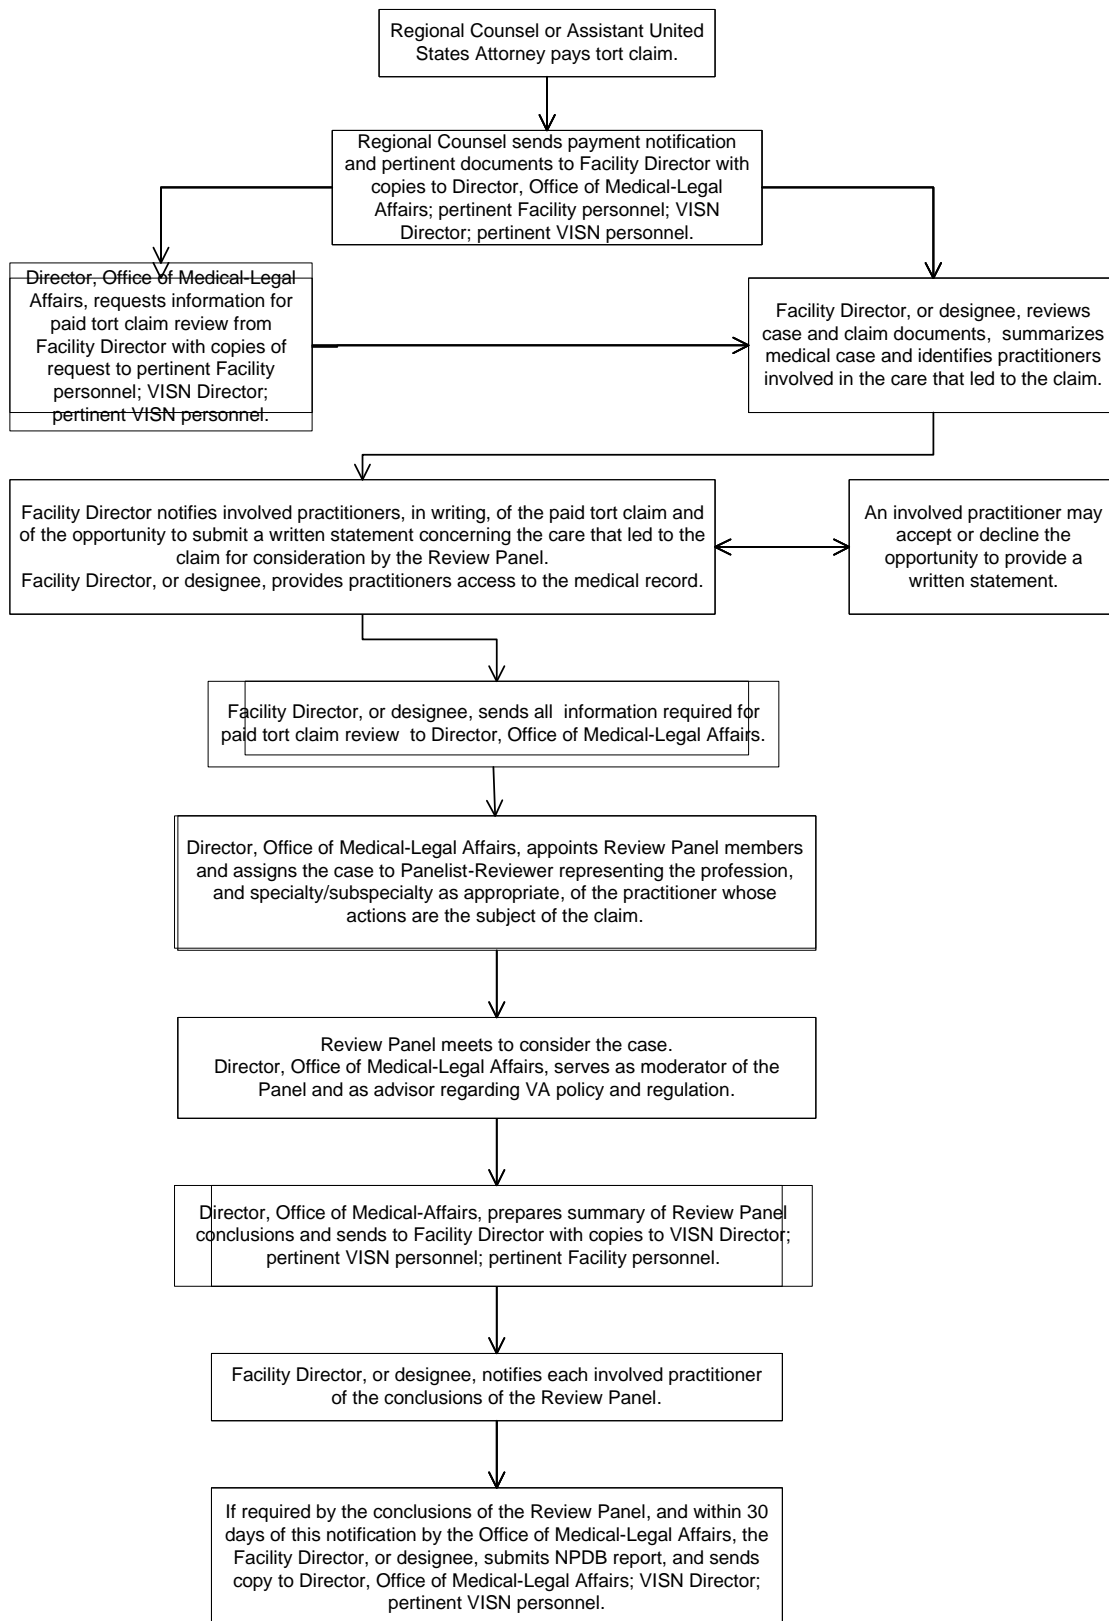 Regional Counsel or Assistant United
States Attorney pays tort claim.
Regional Counsel sends payment notification
and pertinent documents to Facility Director with
copies to Director, Office of Medical-Legal
Affairs; pertinent Facility personnel; VISN
Director; pertinent VISN personnel.
Director, Office of Medical-Legal
Affairs, requests information for
paid tort claim review from
Facility Director with copies of
request to pertinent Facility
personnel; VISN Director;
pertinent VISN personnel.
Facility Director, or designee, reviews
case and claim documents, summarizes
medical case and identifies practitioners
involved in the care that led to the claim.
Facility Director notifies involved practitioners, in writing, of the paid tort claim and
of the opportunity to submit a written statement concerning the care that led to the
claim for consideration by the Review Panel.
Facility Director, or designee, provides practitioners access to the medical record.
An involved practitioner may
accept or decline the
opportunity to provide a
written statement.
Facility Director, or designee, sends all information required for
paid tort claim review to Director, Office of Medical-Legal Affairs.
Director, Office of Medical-Legal Affairs, appoints Review Panel members
and assigns the case to Panelist-Reviewer representing the profession,
and specialty/subspecialty as appropriate, of the practitioner whose
actions are the subject of the claim.
Review Panel meets to consider the case.
Director, Office of Medical-Legal Affairs, serves as moderator of the
Panel and as advisor regarding VA policy and regulation.
Director, Office of Medical-Affairs, prepares summary of Review Panel
conclusions and sends to Facility Director with copies to VISN Director;
pertinent VISN personnel; pertinent Facility personnel.
Facility Director, or designee, notifies each involved practitioner
of the conclusions of the Review Panel.
If required by the conclusions of the Review Panel, and within 30
days of this notification by the Office of Medical-Legal Affairs, the
Facility Director, or designee, submits NPDB report, and sends
copy to Director, Office of Medical-Legal Affairs; VISN Director;
pertinent VISN personnel.